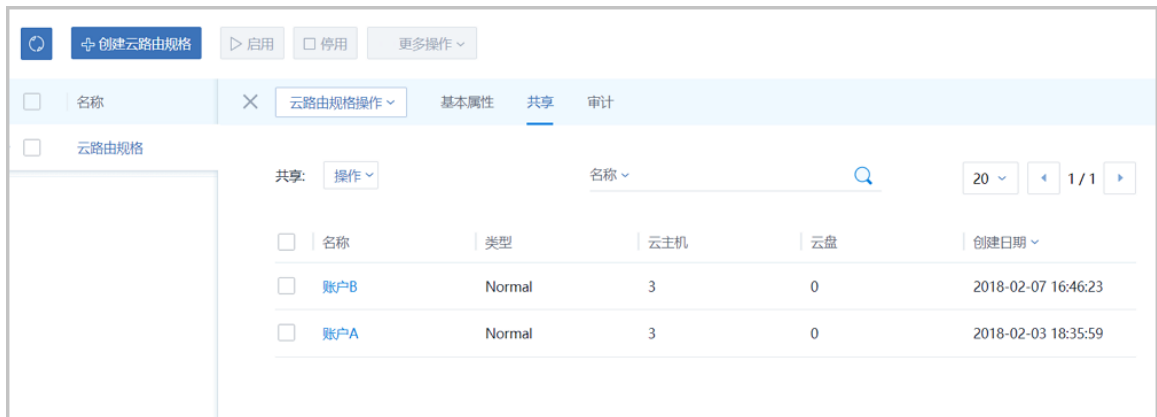 创建云路由规格 启用 停用 更多操作
名称 云路由规格操作 基本属性 共享 审计
云路由规格
共享: 操作 名称 20 1 / 1
名称 类型 云主机 云盘 创建日期
账户B Normal 3 0 2018-02-07 16:46:23
账户A Normal 3 0 2018-02-03 18:35:59